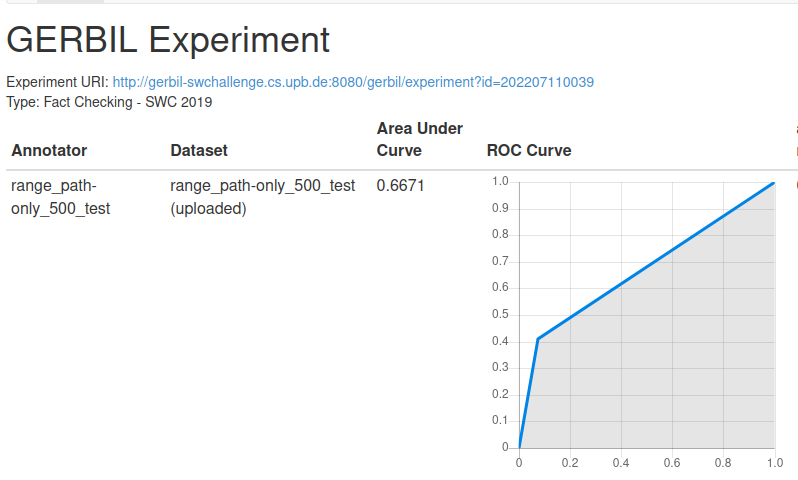 GERBIL Experiment
Experiment URI: http://gerbil-swchallenge.cs.upb.de:8080/gerbil/experiment?id=202207110039
Type: Fact Checking - SWC 2019
Annotator Dataset Area Under Curve ROC Curve
range_path-only_500_test range_path-only_500_test (uploaded) 0.6671
1.0
0.9
0.8
0.7
0.6
0.5
0.4
0.3
0.2
0.1
0
0 0.2 0.4 0.6 0.8 1.0